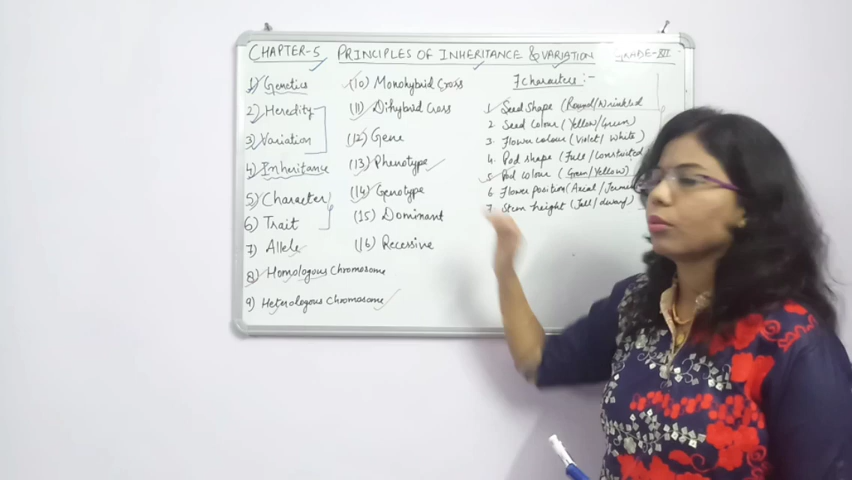 CHAPTER-5 PRINCIPLES OF INHERITANCE & VARIATION GRADE-XII
1) Genetics
2) Heredity
3) Variation
4) Inheritance
5) Character
6) Trait
7) Allele
8) Homologous Chromosome
9) Heterologous Chromosome
(10) Monohybrid Cross
(11) Dihybrid Cross
(12) Gene
(13) Phenotype
(14) Genotype
(15) Dominant
(16) Recessive
7 characters :-
1. Seed shape (Round/Wrinkled
2. Seed colour (Yellow/Green)
3. Flower colour (Violet/White)
4. Pod shape (Full/Constricted
5. Pod colour (Green/Yellow)
6 Flower position (Axial/
7. Stem height (Tall/dwarf)